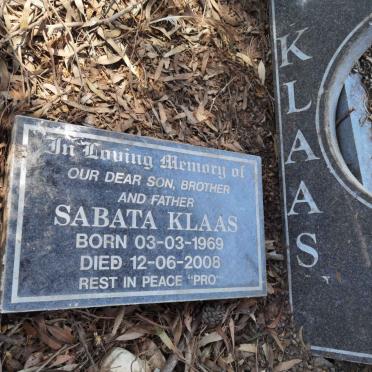 In Loving Memory of
OUR DEAR SON, BROTHER
AND FATHER
SABATA KLAAS
BORN 03-03-1969
DIED 12-06-2008
REST IN PEACE "PRO"
KLAAS